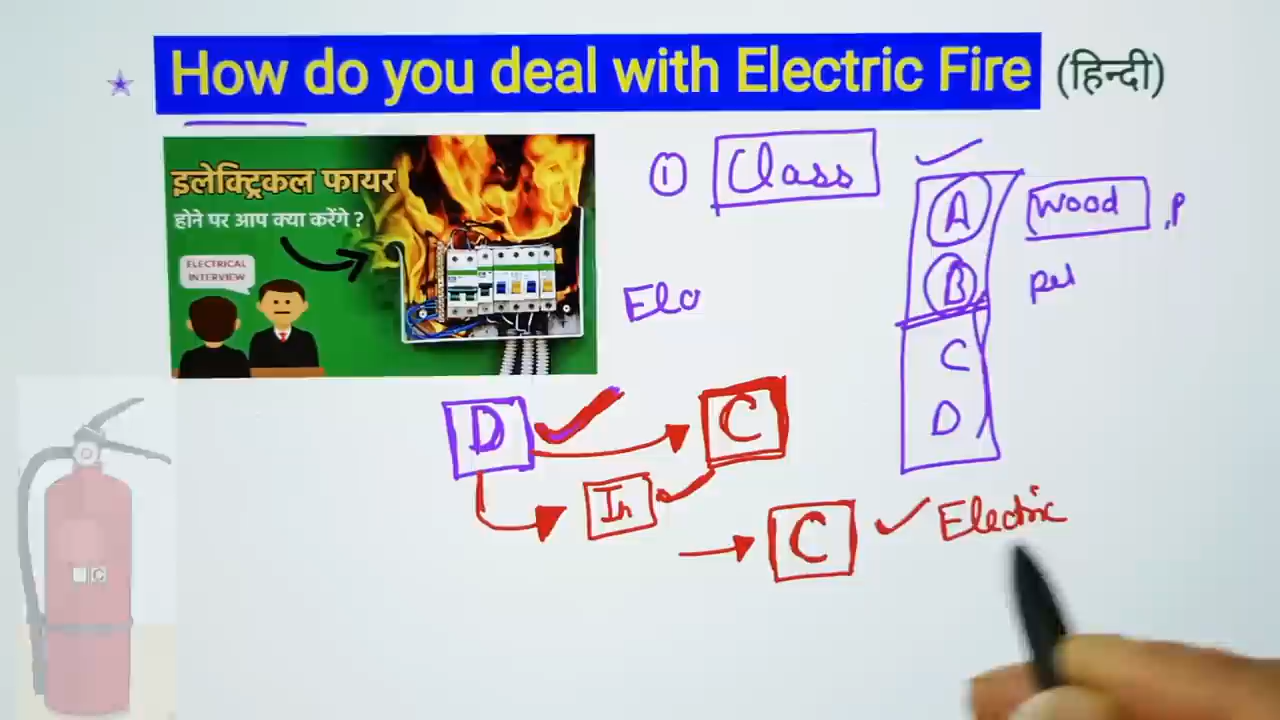 How do you deal with Electric Fire (हिन्दी)
इलेक्ट्रिकल फायर
होने पर आप क्या करेंगे ?
ELECTRICAL
INTERVIEW
① Class
A Wood , P
B
C
D
D C
In
C Electric
C